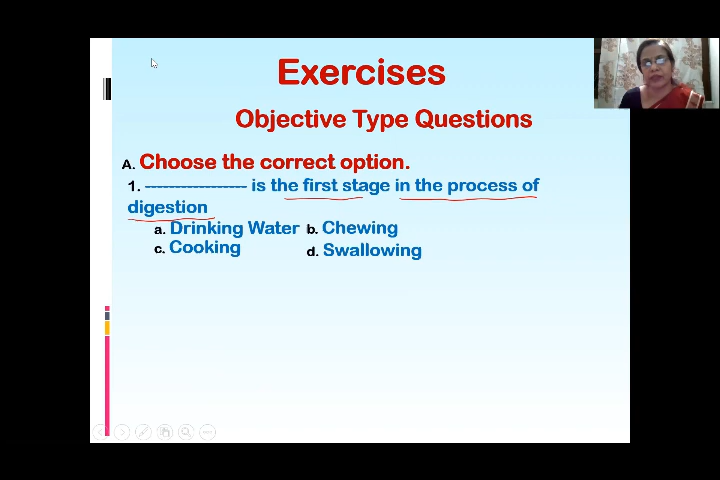 Exercises
Objective Type Questions
A. Choose the correct option.
1. ----------------- is the first stage in the process of
digestion
a. Drinking Water b. Chewing
c. Cooking d. Swallowing